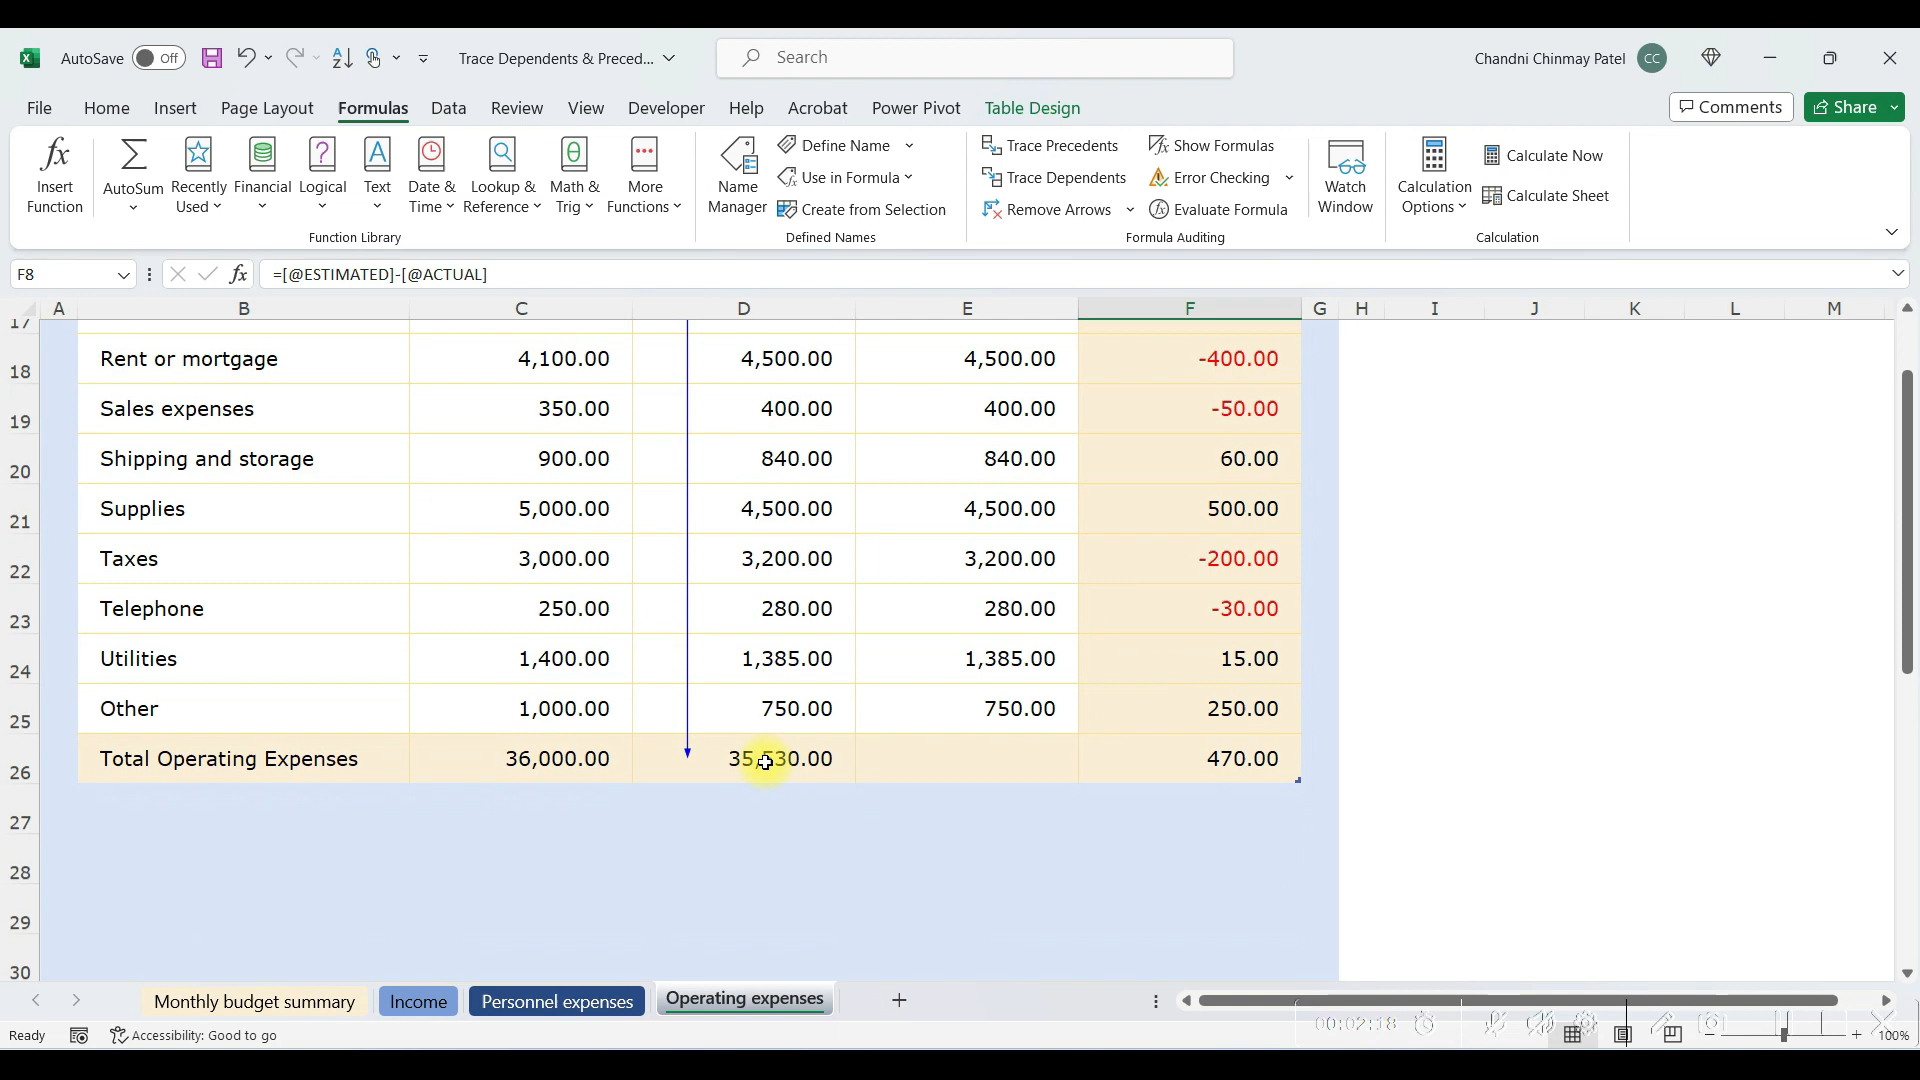 AutoSave Off Trace Dependents & Preced... Search Chandni Chinmay Patel CC
File Home Insert Page Layout Formulas Data Review View Developer Help Acrobat Power Pivot Table Design Comments Share
Insert Function AutoSum Recently Used Financial Logical Text Date & Time Lookup & Reference Math & Trig More Functions
Function Library
Name Manager Define Name
Use in Formula
Create from Selection
Defined Names
Trace Precedents Show Formulas
Trace Dependents Error Checking
Remove Arrows Evaluate Formula
Formula Auditing
Watch Window
Calculation Options Calculate Now
Calculate Sheet
Calculation
F8 fx =[@ESTIMATED]-[@ACTUAL]
A B C D E F G H I J K L M
17
18 Rent or mortgage 4,100.00 4,500.00 4,500.00 -400.00
19 Sales expenses 350.00 400.00 400.00 -50.00
20 Shipping and storage 900.00 840.00 840.00 60.00
21 Supplies 5,000.00 4,500.00 4,500.00 500.00
22 Taxes 3,000.00 3,200.00 3,200.00 -200.00
23 Telephone 250.00 280.00 280.00 -30.00
24 Utilities 1,400.00 1,385.00 1,385.00 15.00
25 Other 1,000.00 750.00 750.00 250.00
26 Total Operating Expenses 36,000.00 35,530.00 470.00
27
28
29
30
Monthly budget summary Income Personnel expenses Operating expenses
Ready Accessibility: Good to go 00:02:18 100%